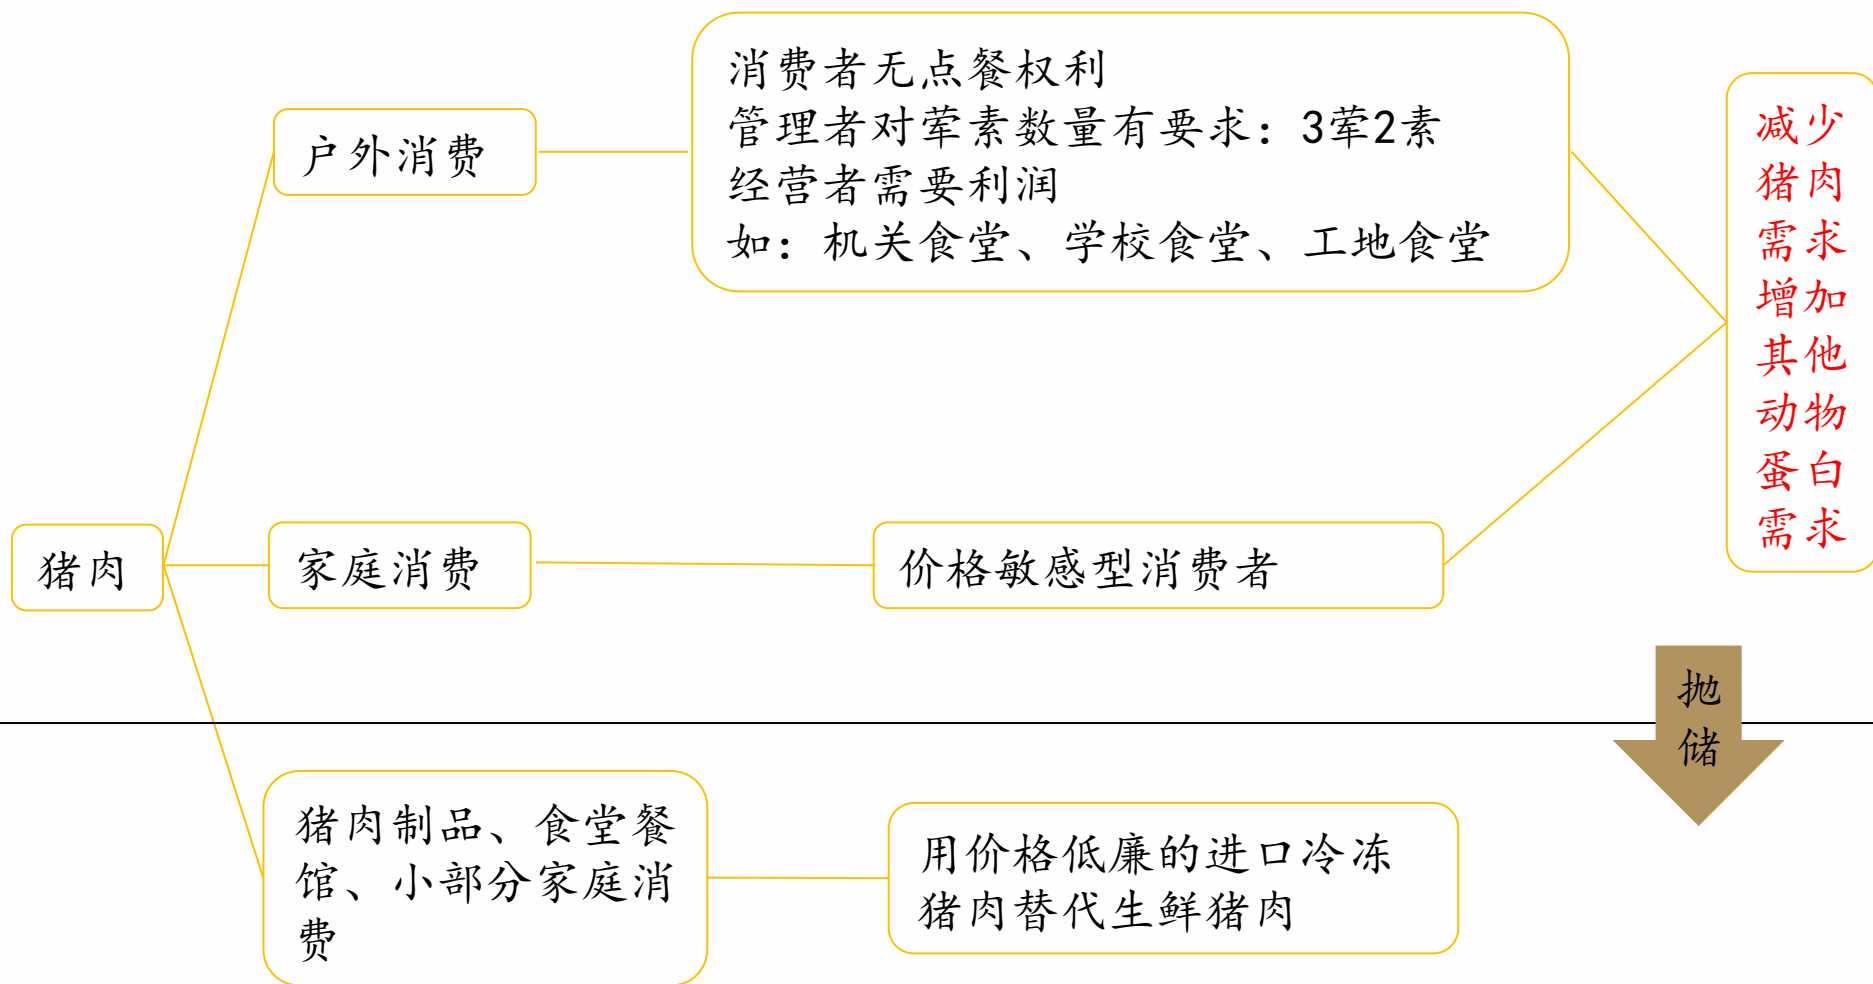 消费者无点餐权利
管理者对荤素数量有要求：3荤2素
经营者需要利润
如：机关食堂、学校食堂、工地食堂
户外消费
减少
猪肉
需求
增加
其他
动物
蛋白
需求
猪肉
家庭消费
价格敏感型消费者
抛
储
猪肉制品、食堂餐
馆、小部分家庭消
费
用价格低廉的进口冷冻
猪肉替代生鲜猪肉